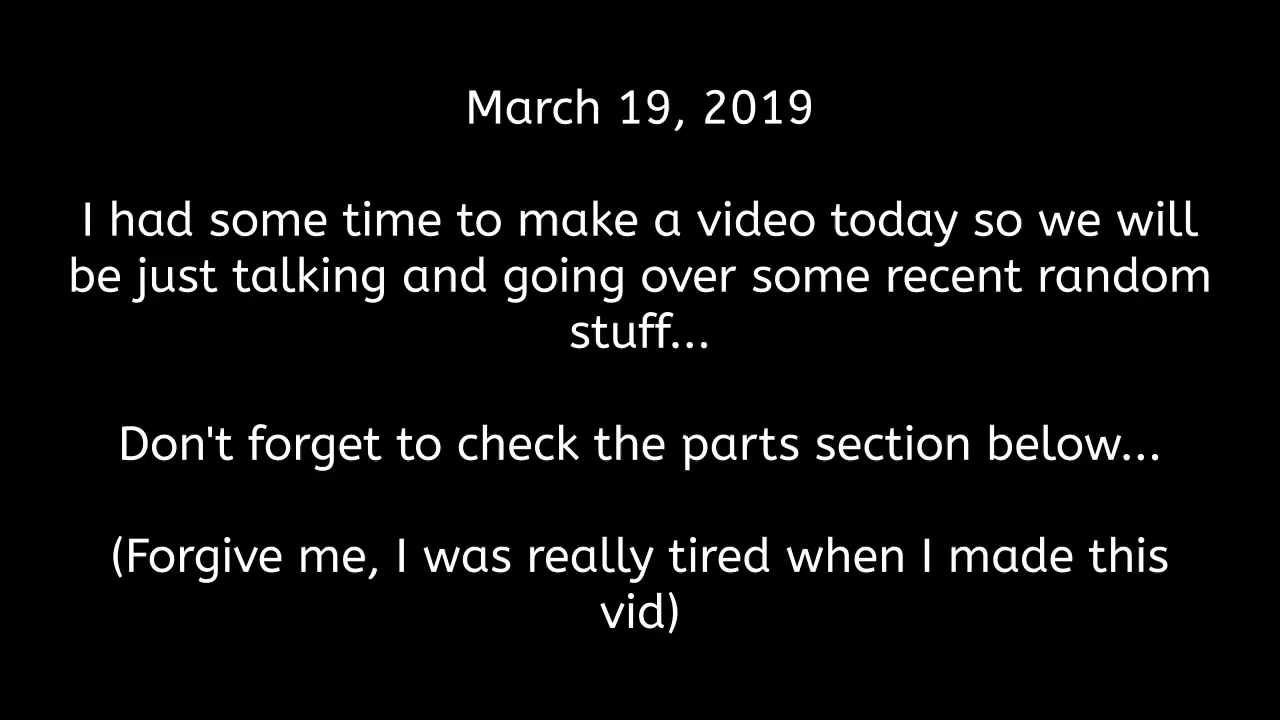 March 19, 2019
I had some time to make a video today so we will
be just talking and going over some recent random
stuff...
Don't forget to check the parts section below...
(Forgive me, I was really tired when I made this
vid)